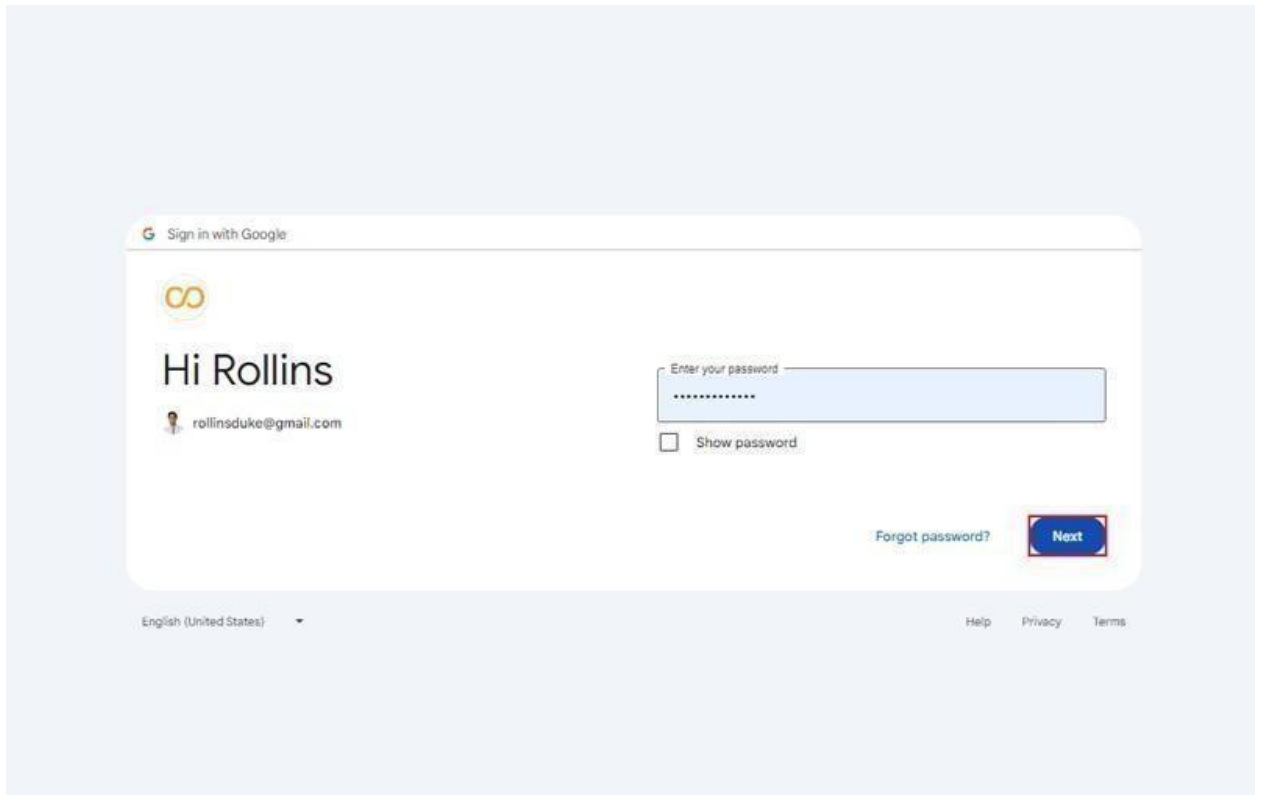 G Sign in with Google
Hi Rollins
rollinsduke@gmail.com
Enter your password
•••••••••••••
Show password
Forgot password?
Next
English (United States)
Help Privacy Terms